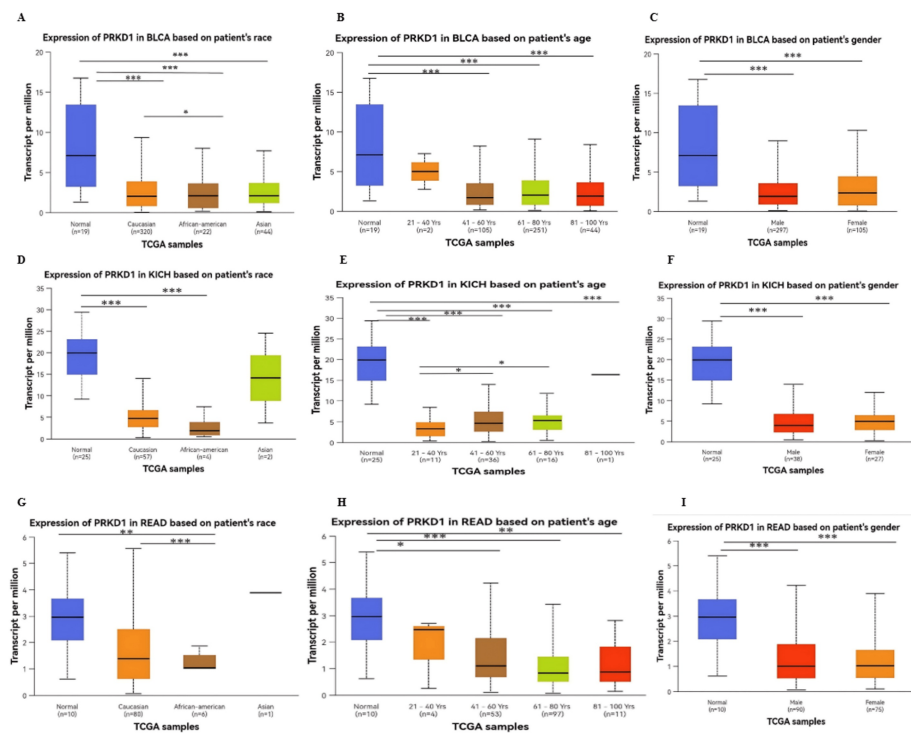 A
Expression of PRKD1 in BLCA based on patient's race
Transcript per million
20
15
10
5
0
***
***
***
*
Normal
(n=19)
Caucasian
(n=320)
African-american
(n=22)
Asian
(n=44)
TCGA samples
B
Expression of PRKD1 in BLCA based on patient's age
Transcript per million
20
15
10
5
0
***
***
***
Normal
(n=19)
21 – 40 Yrs
(n=2)
41 – 60 Yrs
(n=105)
61 – 80 Yrs
(n=251)
81 – 100 Yrs
(n=44)
TCGA samples
C
Expression of PRKD1 in BLCA based on patient's gender
Transcript per million
20
15
10
5
0
***
***
Normal
(n=19)
Male
(n=297)
Female
(n=105)
TCGA samples
D
Expression of PRKD1 in KICH based on patient's race
Transcript per million
35
30
25
20
15
10
5
0
***
***
Normal
(n=25)
Caucasian
(n=57)
African-american
(n=4)
Asian
(n=2)
TCGA samples
E
Expression of PRKD1 in KICH based on patient's age
Transcript per million
35
30
25
20
15
10
5
0
***
***
***
***
*
*
Normal
(n=25)
21 – 40 Yrs
(n=11)
41 – 60 Yrs
(n=36)
61 – 80 Yrs
(n=16)
81 – 100 Yrs
(n=1)
TCGA samples
F
Expression of PRKD1 in KICH based on patient's gender
Transcript per million
35
30
25
20
15
10
5
0
***
***
Normal
(n=25)
Male
(n=38)
Female
(n=27)
TCGA samples
G
Expression of PRKD1 in READ based on patient's race
Transcript per million
6
5
4
3
2
1
0
**
***
Normal
(n=10)
Caucasian
(n=80)
African-american
(n=6)
Asian
(n=1)
TCGA samples
H
Expression of PRKD1 in READ based on patient's age
Transcript per million
6
5
4
3
2
1
0
**
***
*
Normal
(n=10)
21 – 40 Yrs
(n=4)
41 – 60 Yrs
(n=53)
61 – 80 Yrs
(n=97)
81 – 100 Yrs
(n=11)
TCGA samples
I
Expression of PRKD1 in READ based on patient's gender
Transcript per million
6
5
4
3
2
1
0
***
***
Normal
(n=10)
Male
(n=90)
Female
(n=75)
TCGA samples